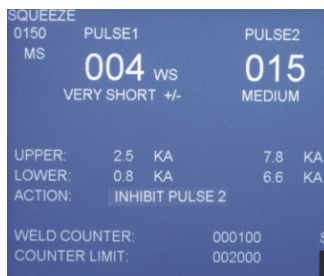 SQUEEZE
0150 PULSE1 PULSE2
MS
004 WS 015
VERY SHORT +/- MEDIUM
UPPER: 2.5 KA 7.8 KA
LOWER: 0.8 KA 6.6 KA
ACTION: INHIBIT PULSE 2
WELD COUNTER: 000100
COUNTER LIMIT: 002000